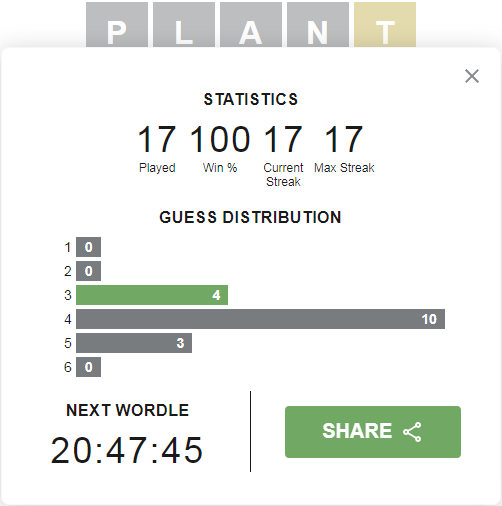 P L A N T
STATISTICS
17 100 17 17
Played Win % Current Streak Max Streak
GUESS DISTRIBUTION
1 0
2 0
3 4
4 10
5 3
6 0
NEXT WORDLE
20:47:45
SHARE